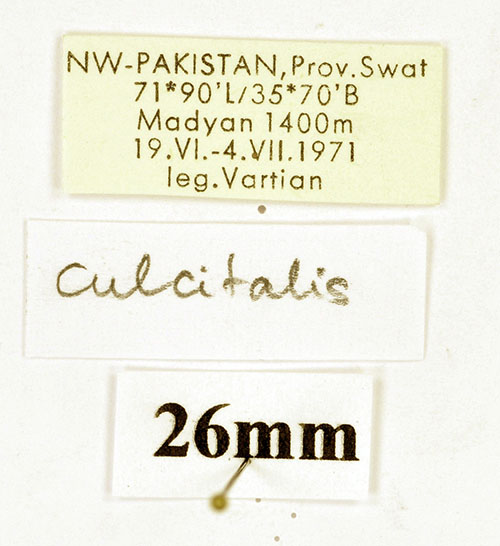 NW-PAKISTAN,Prov.Swat
71*90'L/35*70'B
Madyan 1400m
19.VI.-4.VII.1971
leg.Vartian
Culcitalis
26mm